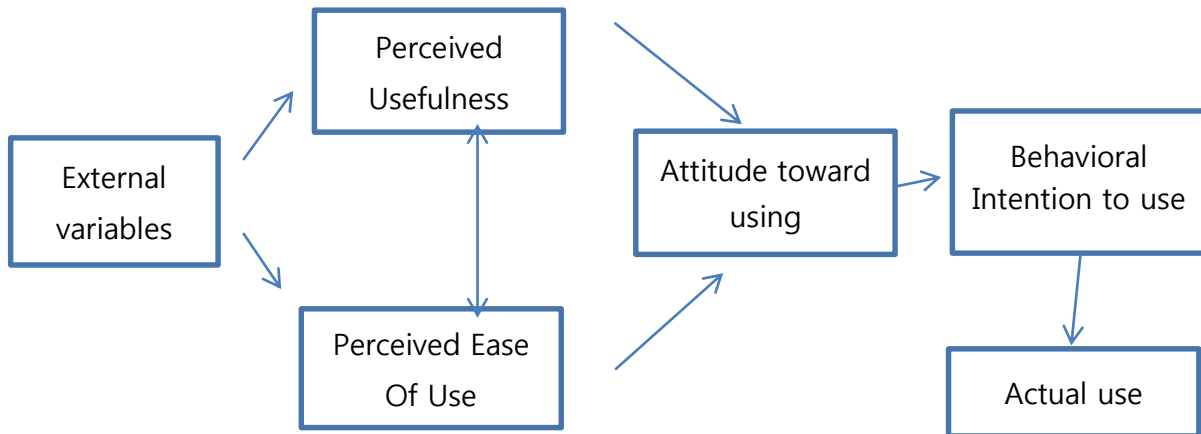 Perceived
Usefulness
External
variables
Attitude toward
using
Behavioral
Intention to use
Perceived Ease
Of Use
Actual use